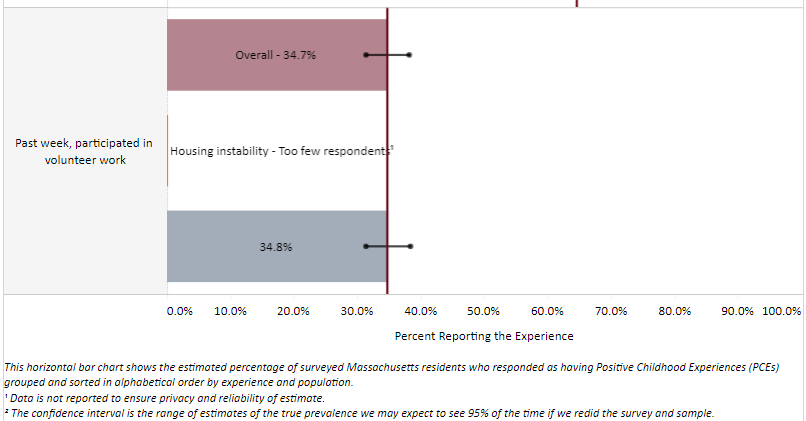 Overall - 34.7%
Past week, participated in
volunteer work
Housing instability - Too few respondents¹
34.8%
0.0% 10.0% 20.0% 30.0% 40.0% 50.0% 60.0% 70.0% 80.0% 90.0% 100.0%
Percent Reporting the Experience
This horizontal bar chart shows the estimated percentage of surveyed Massachusetts residents who responded as having Positive Childhood Experiences (PCEs)
grouped and sorted in alphabetical order by experience and population.
¹ Data is not reported to ensure privacy and reliability of estimate.
² The confidence interval is the range of estimates of the true prevalence we may expect to see 95% of the time if we redid the survey and sample.